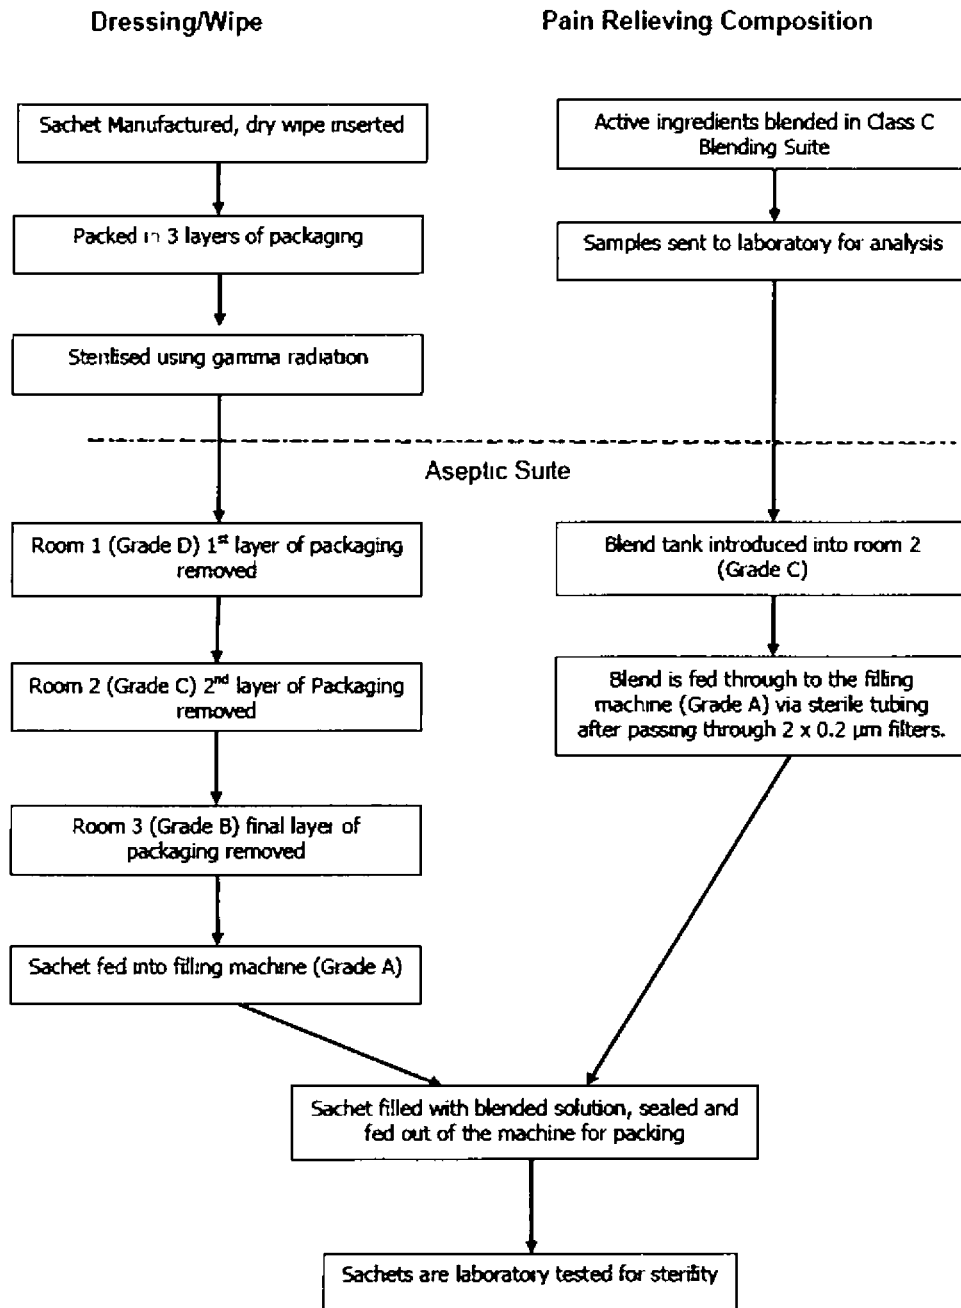 Dressing/Wipe
Sachet Manufactured, dry wipe inserted
Packed in 3 layers of packaging
Sterilised using gamma radiation
Pain Relieving Composition
Active ingredients blended in Class C
Blending Suite
Samples sent to laboratory for analysis
Aseptic Suite
Room 1 (Grade D) 1st layer of packaging
removed
Room 2 (Grade C) 2nd layer of Packaging
removed
Room 3 (Grade B) final layer of
packaging removed
Sachet fed into filling machine (Grade A)
Blend tank introduced into room 2
(Grade C)
Blend is fed through to the filling
machine (Grade A) via sterile tubing
after passing through 2 x 0.2 µm filters.
Sachet filled with blended solution, sealed and
fed out of the machine for packing
Sachets are laboratory tested for sterility